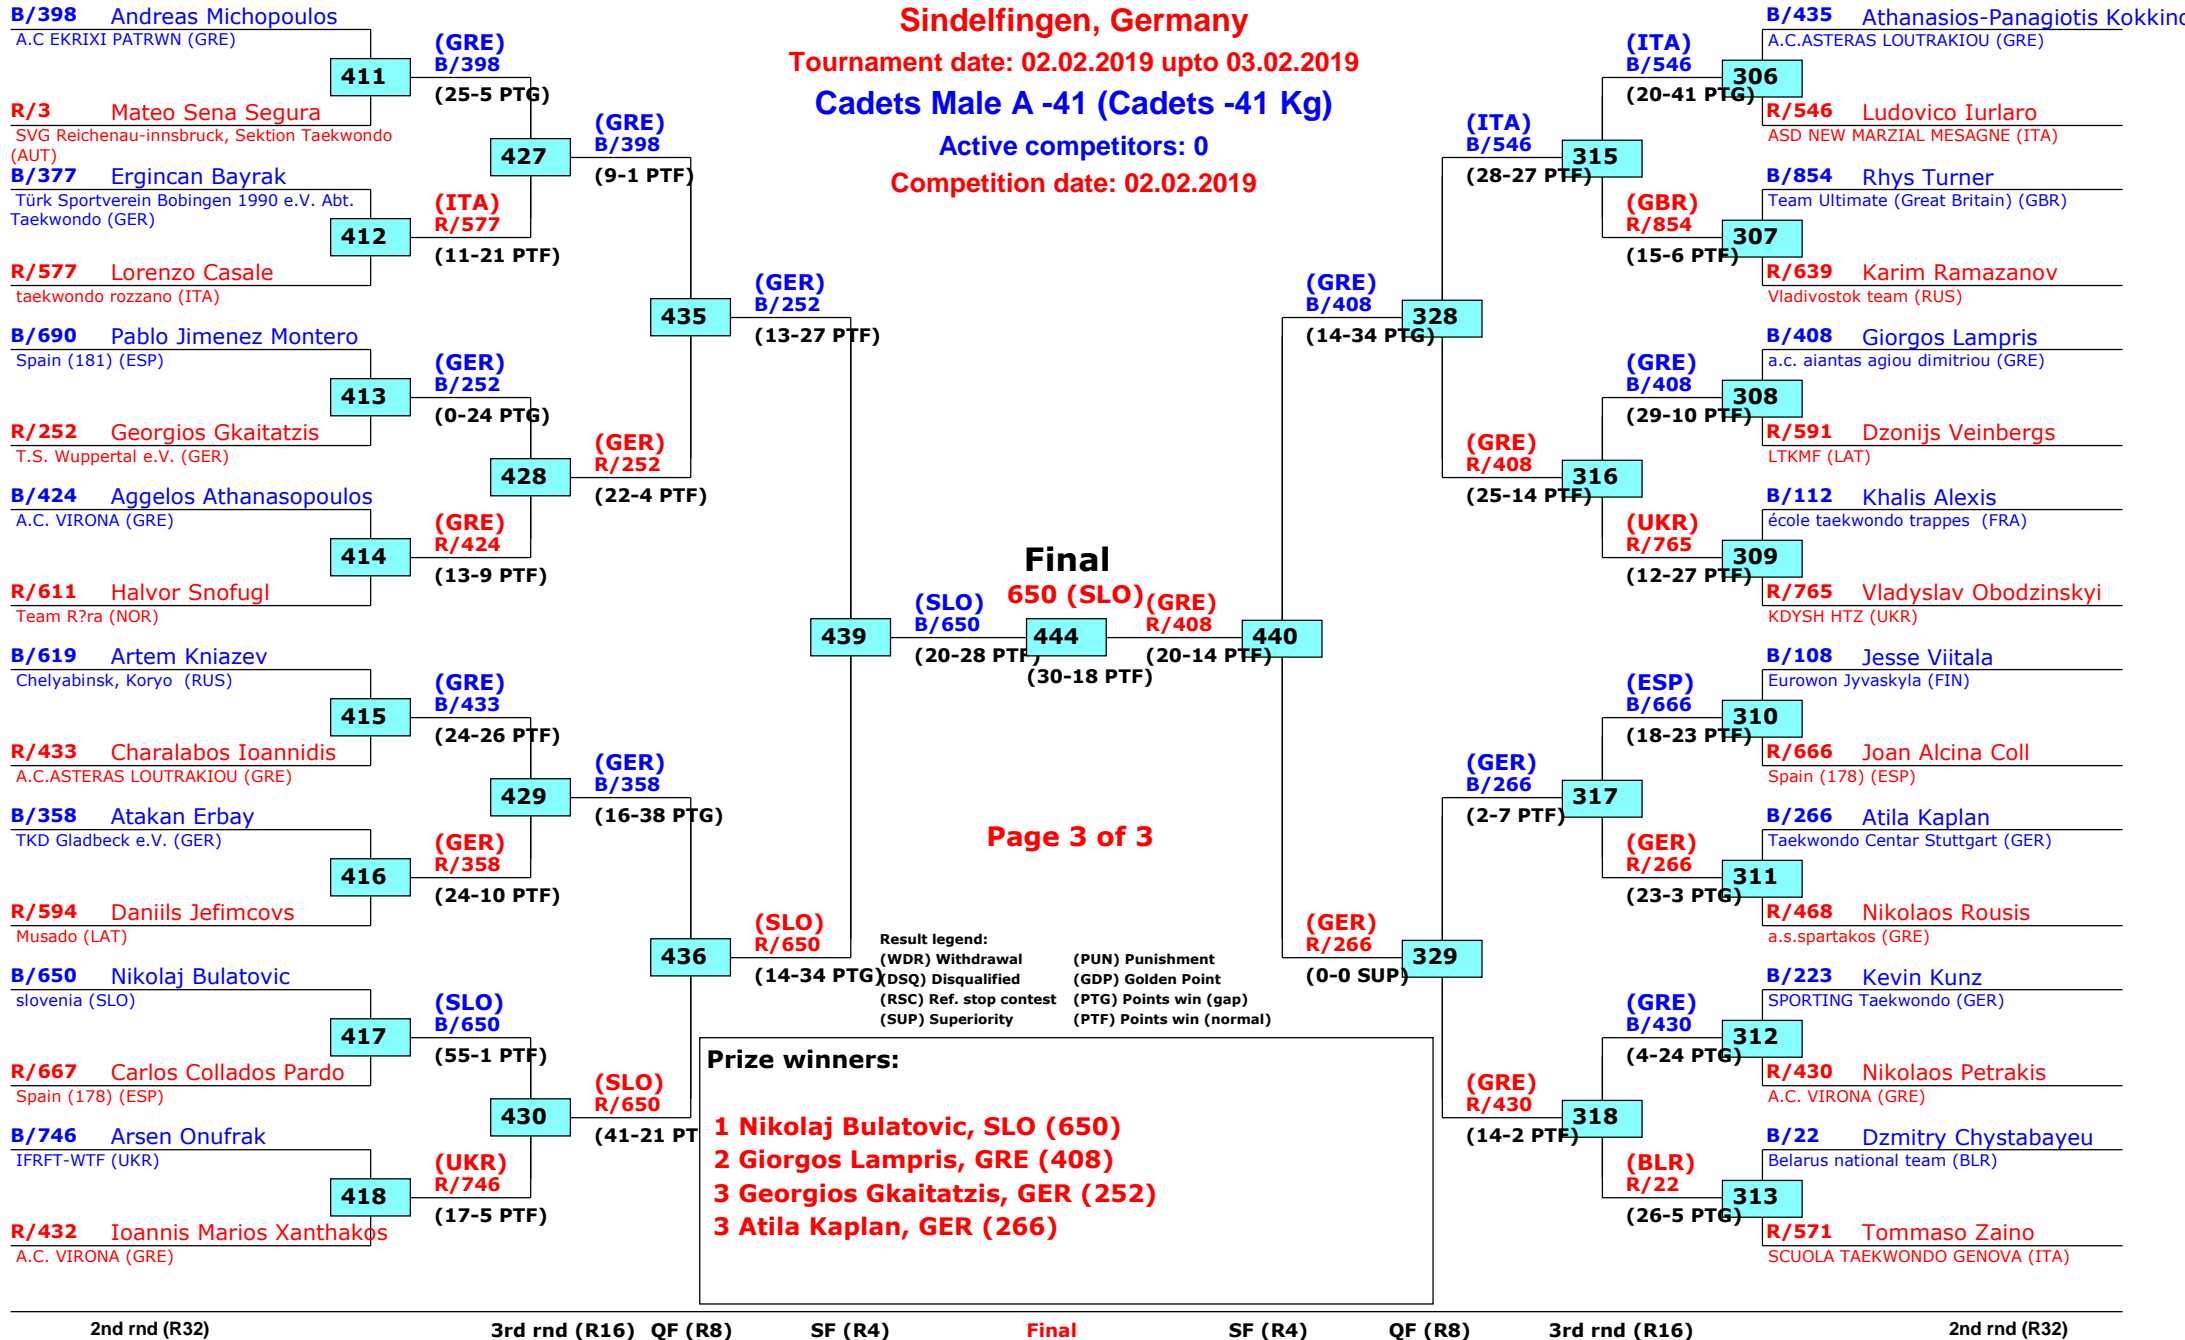 Sindelfingen, Germany
Tournament date: 02.02.2019 upto 03.02.2019
Cadets Male A -41 (Cadets -41 Kg)
Active competitors: 0
Competition date: 02.02.2019
B/398 Andreas Michopoulos
A.C EKRIXI PATRWN (GRE)
411
R/3 Mateo Sena Segura
SVG Reichenau-innsbruck, Sektion Taekwondo
(AUT)
B/377 Ergincan Bayrak
Türk Sportverein Bobingen 1990 e.V. Abt.
Taekwondo (GER)
412
R/577 Lorenzo Casale
taekwondo rozzano (ITA)
B/690 Pablo Jimenez Montero
Spain (181) (ESP)
413
R/252 Georgios Gkaitatzis
T.S. Wuppertal e.V. (GER)
B/424 Aggelos Athanasopoulos
A.C. VIRONA (GRE)
414
R/611 Halvor Snofugl
Team R?ra (NOR)
B/619 Artem Kniazev
Chelyabinsk, Koryo (RUS)
415
R/433 Charalabos Ioannidis
A.C.ASTERAS LOUTRAKIOU (GRE)
B/358 Atakan Erbay
TKD Gladbeck e.V. (GER)
416
R/594 Daniils Jefimcovs
Musado (LAT)
B/650 Nikolaj Bulatovic
slovenia (SLO)
417
R/667 Carlos Collados Pardo
Spain (178) (ESP)
B/746 Arsen Onufrak
IFRFT-WTF (UKR)
418
R/432 Ioannis Marios Xanthakos
A.C. VIRONA (GRE)
(GRE)
B/398
(25-5 PTG)
427
(ITA)
R/577
(11-21 PTF)
(GER)
B/252
(0-24 PTG)
428
(GRE)
R/424
(13-9 PTF)
(GRE)
B/433
(24-26 PTF)
429
(GER)
R/358
(24-10 PTF)
(SLO)
B/650
(55-1 PTF)
430
(UKR)
R/746
(17-5 PTF)
(GRE)
B/398
(9-1 PTF)
435
(GER)
R/252
(22-4 PTF)
(GER)
B/358
(16-38 PTG)
436
(SLO)
R/650
(41-21 PT
(GER)
B/252
(13-27 PTF)
439
(SLO)
R/650
(14-34 PTG)
Final
650 (SLO)
(SLO)
B/650
(20-28 PTF)
444
(30-18 PTF)
(GRE)
R/408
(20-14 PTF)
440
Page 3 of 3
(GRE)
B/408
(14-34 PTG)
328
(GER)
R/266
(0-0 SUP)
329
(ITA)
B/546
(28-27 PTF)
315
(GRE)
R/408
(25-14 PTF)
316
(GER)
B/266
(2-7 PTF)
317
(GRE)
R/430
(14-2 PTF)
318
(ITA)
B/546
(20-41 PTG)
306
(GBR)
R/854
(15-6 PTF)
307
(GRE)
B/408
(29-10 PTF)
308
(UKR)
R/765
(12-27 PTF)
309
(ESP)
B/666
(18-23 PTF)
310
(GER)
R/266
(23-3 PTG)
311
(GRE)
B/430
(4-24 PTG)
312
(BLR)
R/22
(26-5 PTG)
313
B/435 Athanasios-Panagiotis Kokkino
A.C.ASTERAS LOUTRAKIOU (GRE)
R/546 Ludovico Iurlaro
ASD NEW MARZIAL MESAGNE (ITA)
B/854 Rhys Turner
Team Ultimate (Great Britain) (GBR)
R/639 Karim Ramazanov
Vladivostok team (RUS)
B/408 Giorgos Lampris
a.c. aiantas agiou dimitriou (GRE)
R/591 Dzonijs Veinbergs
LTKMF (LAT)
B/112 Khalis Alexis
école taekwondo trappes (FRA)
R/765 Vladyslav Obodzinskyi
KDYSH HTZ (UKR)
B/108 Jesse Viitala
Eurowon Jyvaskyla (FIN)
R/666 Joan Alcina Coll
Spain (178) (ESP)
B/266 Atila Kaplan
Taekwondo Centar Stuttgart (GER)
R/468 Nikolaos Rousis
a.s.spartakos (GRE)
B/223 Kevin Kunz
SPORTING Taekwondo (GER)
R/430 Nikolaos Petrakis
A.C. VIRONA (GRE)
B/22 Dzmitry Chystabayeu
Belarus national team (BLR)
R/571 Tommaso Zaino
SCUOLA TAEKWONDO GENOVA (ITA)
Result legend:
(WDR) Withdrawal (PUN) Punishment
(DSQ) Disqualified (GDP) Golden Point
(RSC) Ref. stop contest (PTG) Points win (gap)
(SUP) Superiority (PTF) Points win (normal)
Prize winners:
1 Nikolaj Bulatovic, SLO (650)
2 Giorgos Lampris, GRE (408)
3 Georgios Gkaitatzis, GER (252)
3 Atila Kaplan, GER (266)
2nd rnd (R32) 3rd rnd (R16) QF (R8) SF (R4) Final SF (R4) QF (R8) 3rd rnd (R16) 2nd rnd (R32)